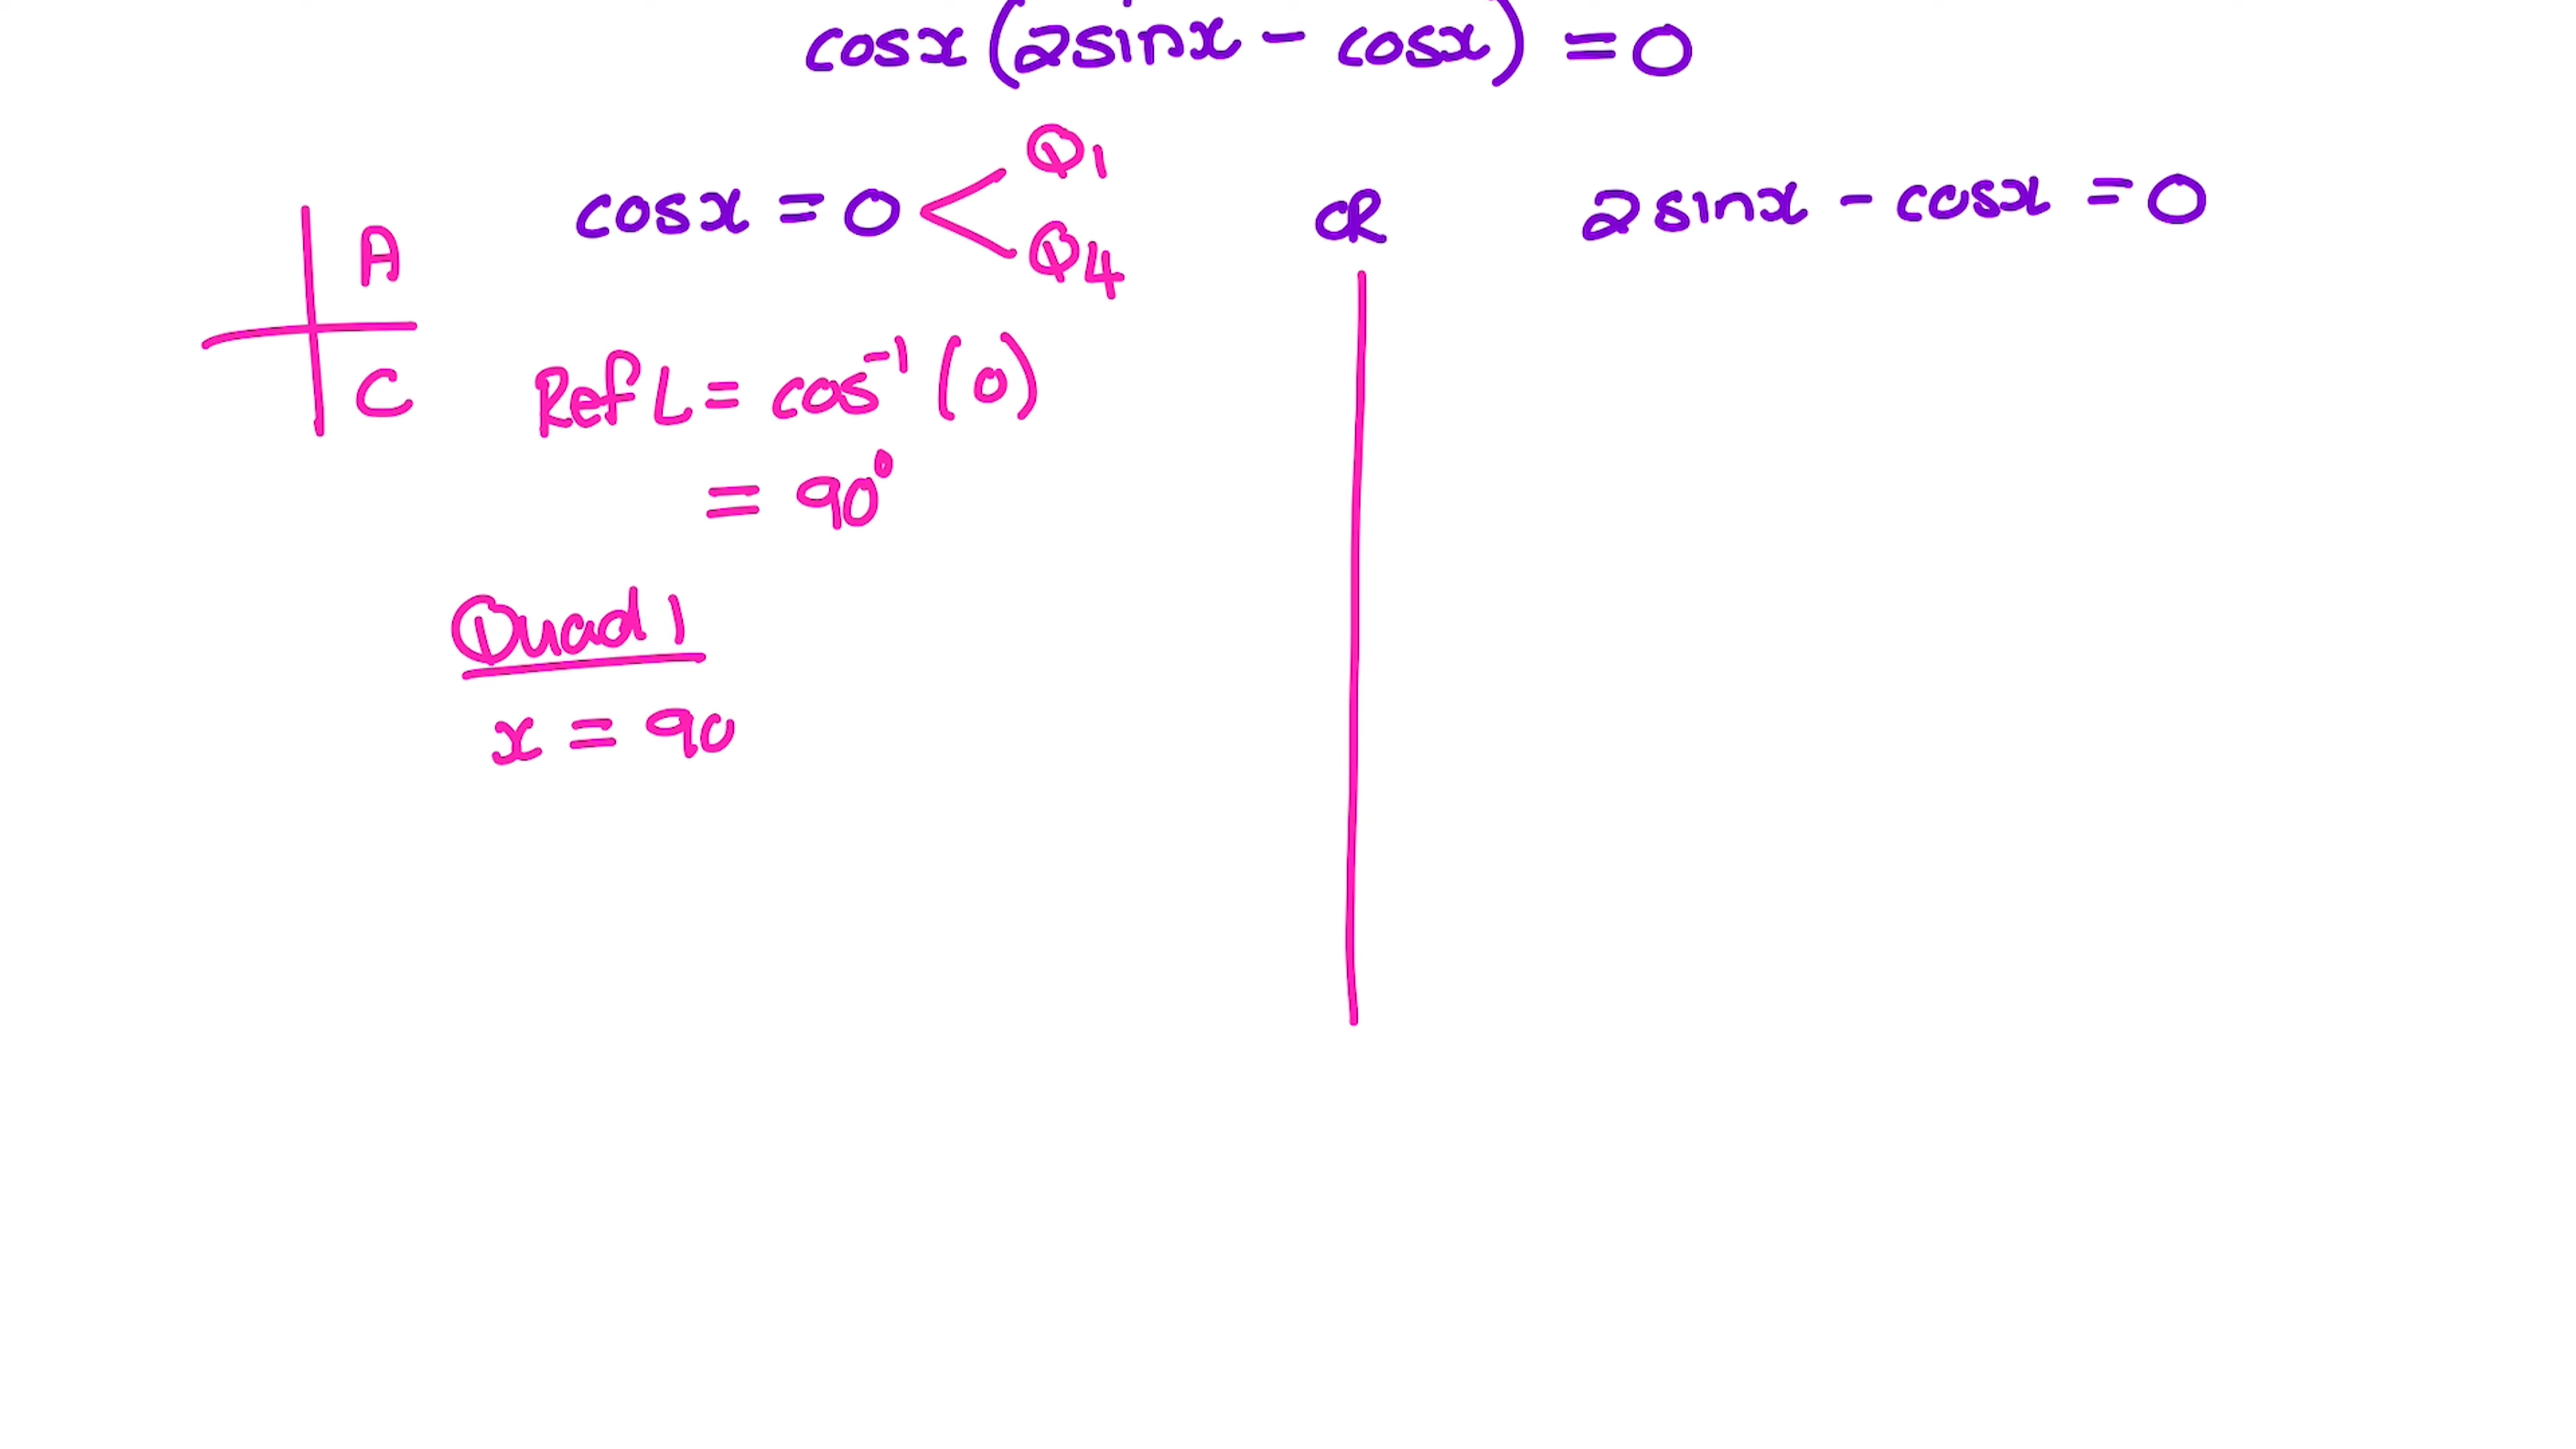 cosx(2sinx - cosx) = 0
cosx = 0
Q1
Q4
OR
2sinx - cosx = 0
A
C
Ref L = cos⁻¹(0)
= 90°
Quad 1
x = 90